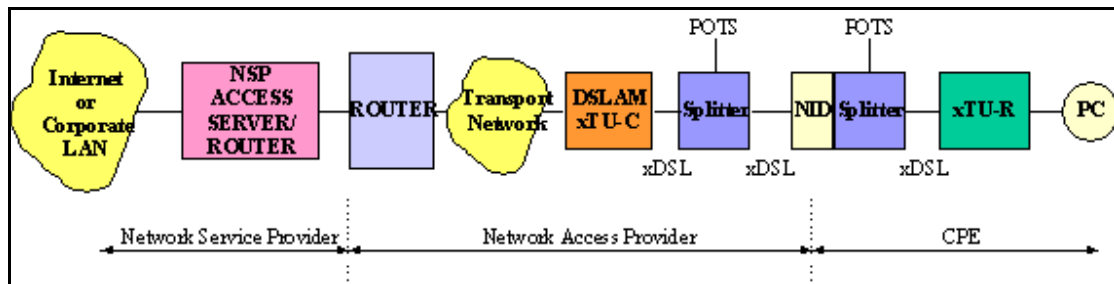 POTS
POTS
Internet
or
Corporate
LAN
NSP
ACCESS
SERVER/
ROUTER
ROUTER
Transport
Network
DSLAM
xTU-C
Splitter
NID
Splitter
xTU-R
PC
xDSL
xDSL
xDSL
Network Service Provider
Network Access Provider
CPE